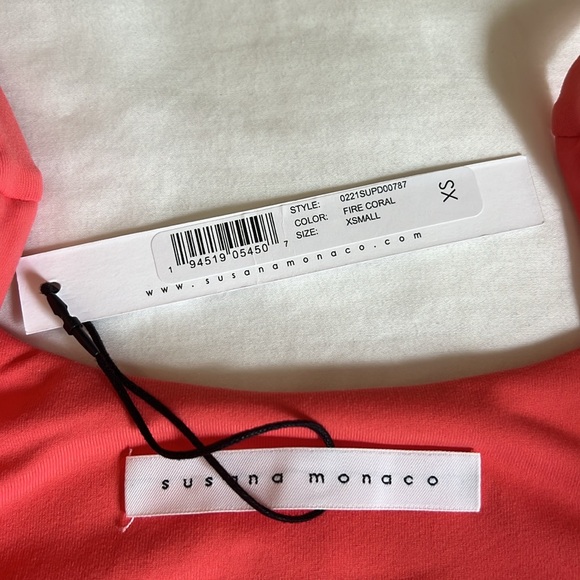 STYLE: 0221SUPD00787
COLOR: FIRE CORAL
SIZE: XSMALL
XS
1 94519 05450 7
www.susanamonaco.com
susana monaco